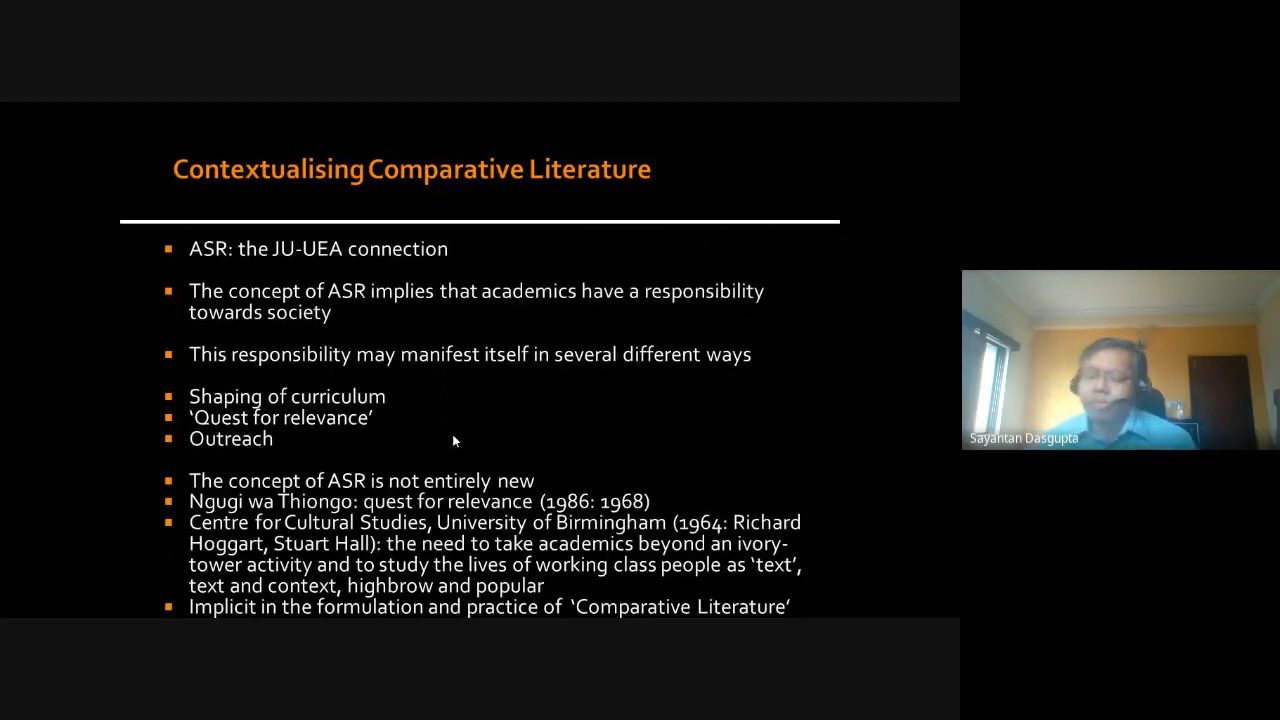 Contextualising Comparative Literature
ASR: the JU-UEA connection
The concept of ASR implies that academics have a responsibility
towards society
This responsibility may manifest itself in several different ways
Shaping of curriculum
‘Quest for relevance’
Outreach
The concept of ASR is not entirely new
Ngugi wa Thiongo: quest for relevance (1986: 1968)
Centre for Cultural Studies, University of Birmingham (1964: Richard
Hoggart, Stuart Hall): the need to take academics beyond an ivory-
tower activity and to study the lives of working class people as ‘text’,
text and context, highbrow and popular
Implicit in the formulation and practice of ‘Comparative Literature’
Sayantan Dasgupta